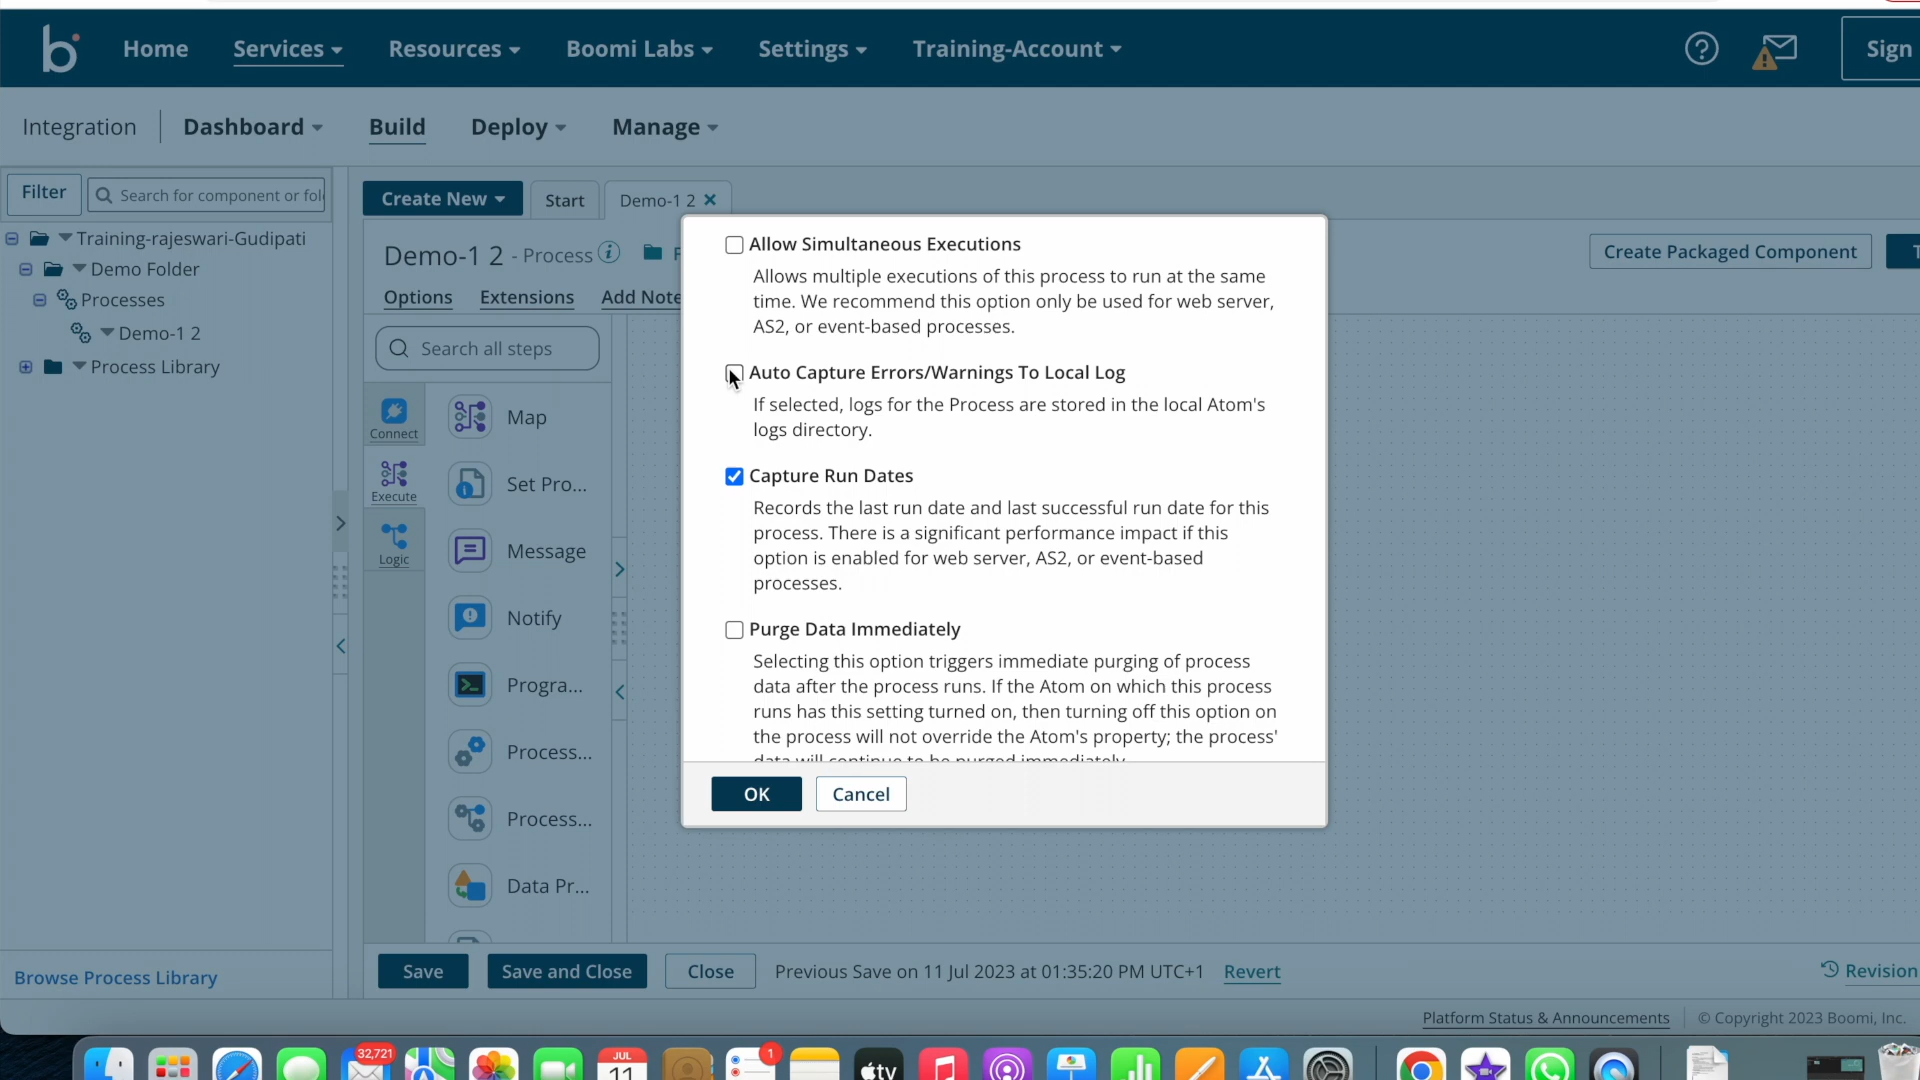 b Home Services Resources Boomi Labs Settings Training-Account Sign
Integration Dashboard Build Deploy Manage
Filter Search for component or fol
Training-rajeswari-Gudipati
Demo Folder
Processes
Demo-1 2
Process Library
Browse Process Library
Create New Start Demo-1 2
Demo-1 2 - Process
Create Packaged Component
Options Extensions Add Note
Search all steps
Connect
Execute
Logic
Map
Set Pro...
Message
Notify
Progra...
Process...
Process...
Data Pr...
Allow Simultaneous Executions
Allows multiple executions of this process to run at the same
time. We recommend this option only be used for web server,
AS2, or event-based processes.
Auto Capture Errors/Warnings To Local Log
If selected, logs for the Process are stored in the local Atom's
logs directory.
Capture Run Dates
Records the last run date and last successful run date for this
process. There is a significant performance impact if this
option is enabled for web server, AS2, or event-based
processes.
Purge Data Immediately
Selecting this option triggers immediate purging of process
data after the process runs. If the Atom on which this process
runs has this setting turned on, then turning off this option on
the process will not override the Atom's property; the process'
data will continue to be purged immediately.
OK Cancel
Save Save and Close Close Previous Save on 11 Jul 2023 at 01:35:20 PM UTC+1 Revert Revision
Platform Status & Announcements © Copyright 2023 Boomi, Inc.
32,721
JUL
11
1
tv